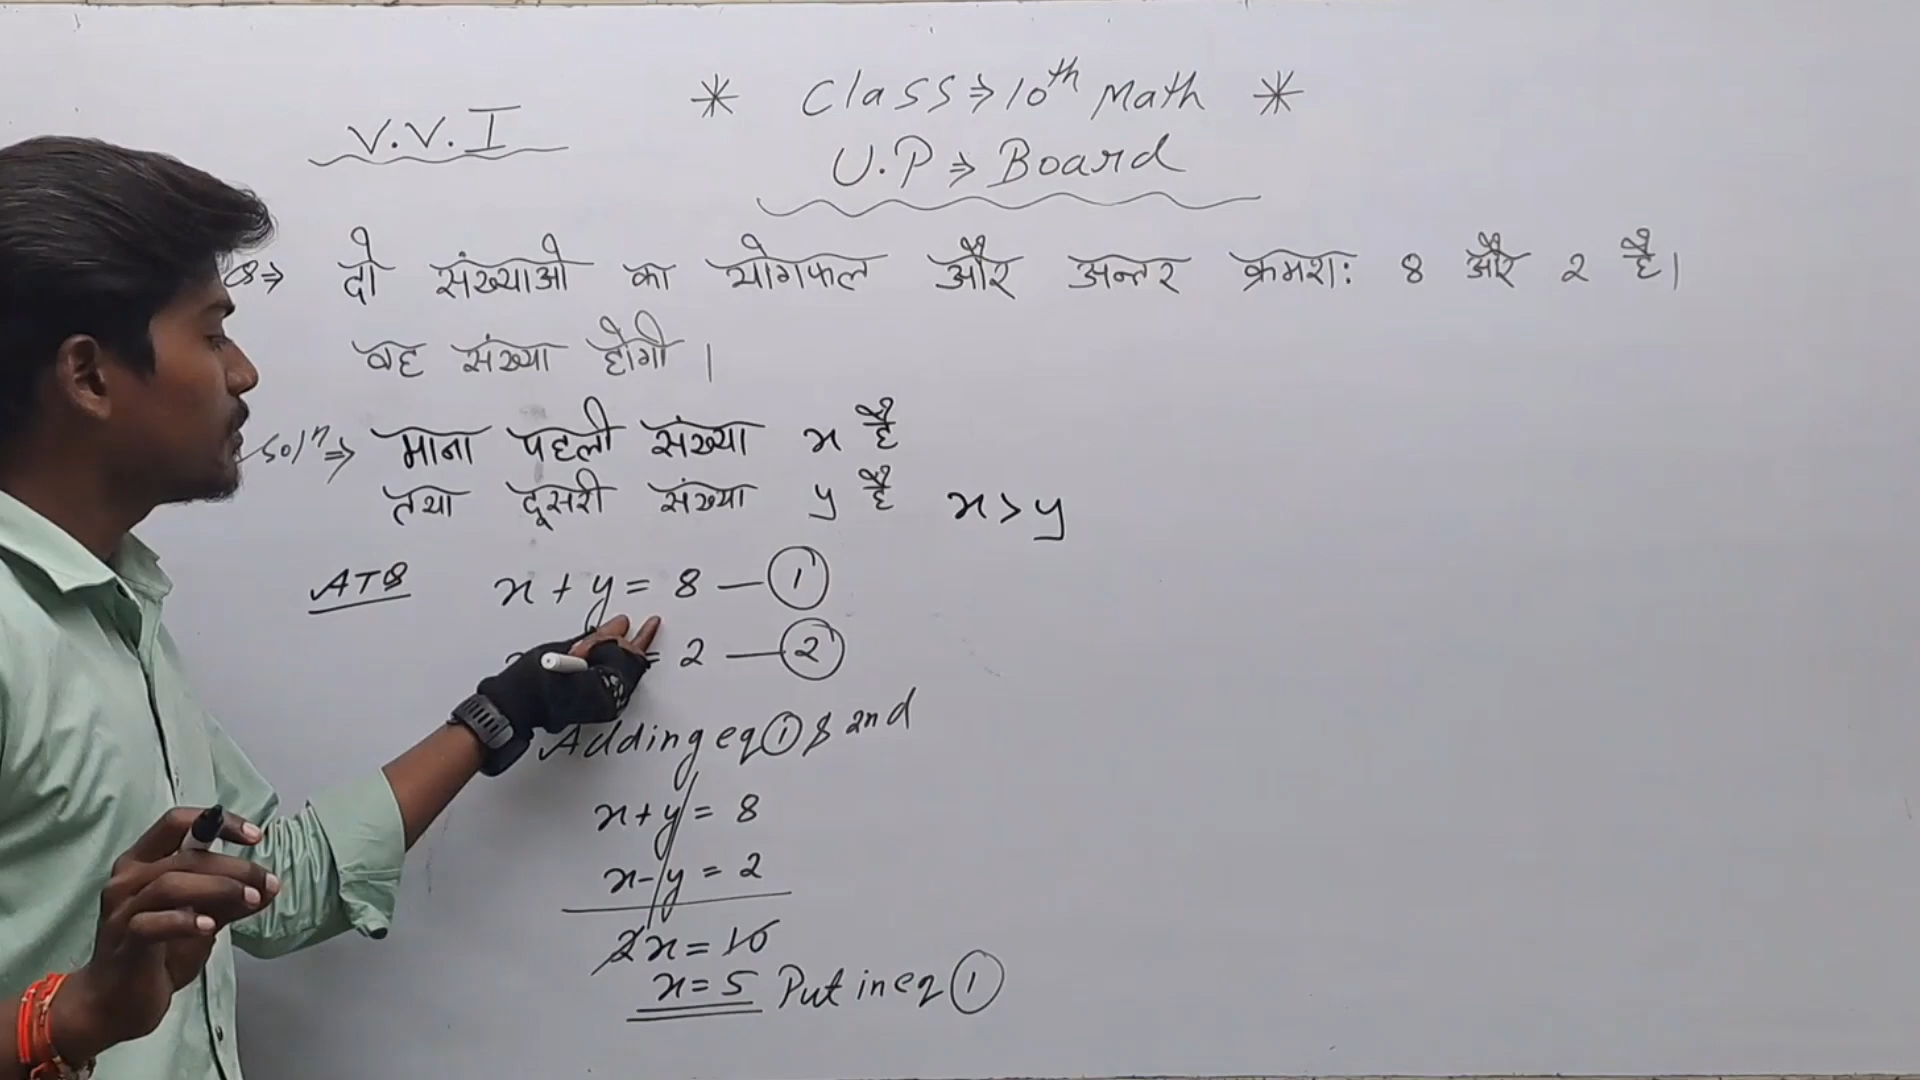 V.V.I
* Class ⇒ 10th Math *
U.P ⇒ Board
Q ⇒ दो संख्याओ का योगफल और अन्तर क्रमश: 8 और 2 है।
वह संख्या होगी।
Solⁿ ⇒ माना पहली संख्या x है
तथा दूसरी संख्या y है x > y
ATQ x + y = 8 — ①
= 2 — ②
Adding eq ① & 2nd
x + y = 8
x - y = 2
2x = 10
x = 5 Put in eq ①